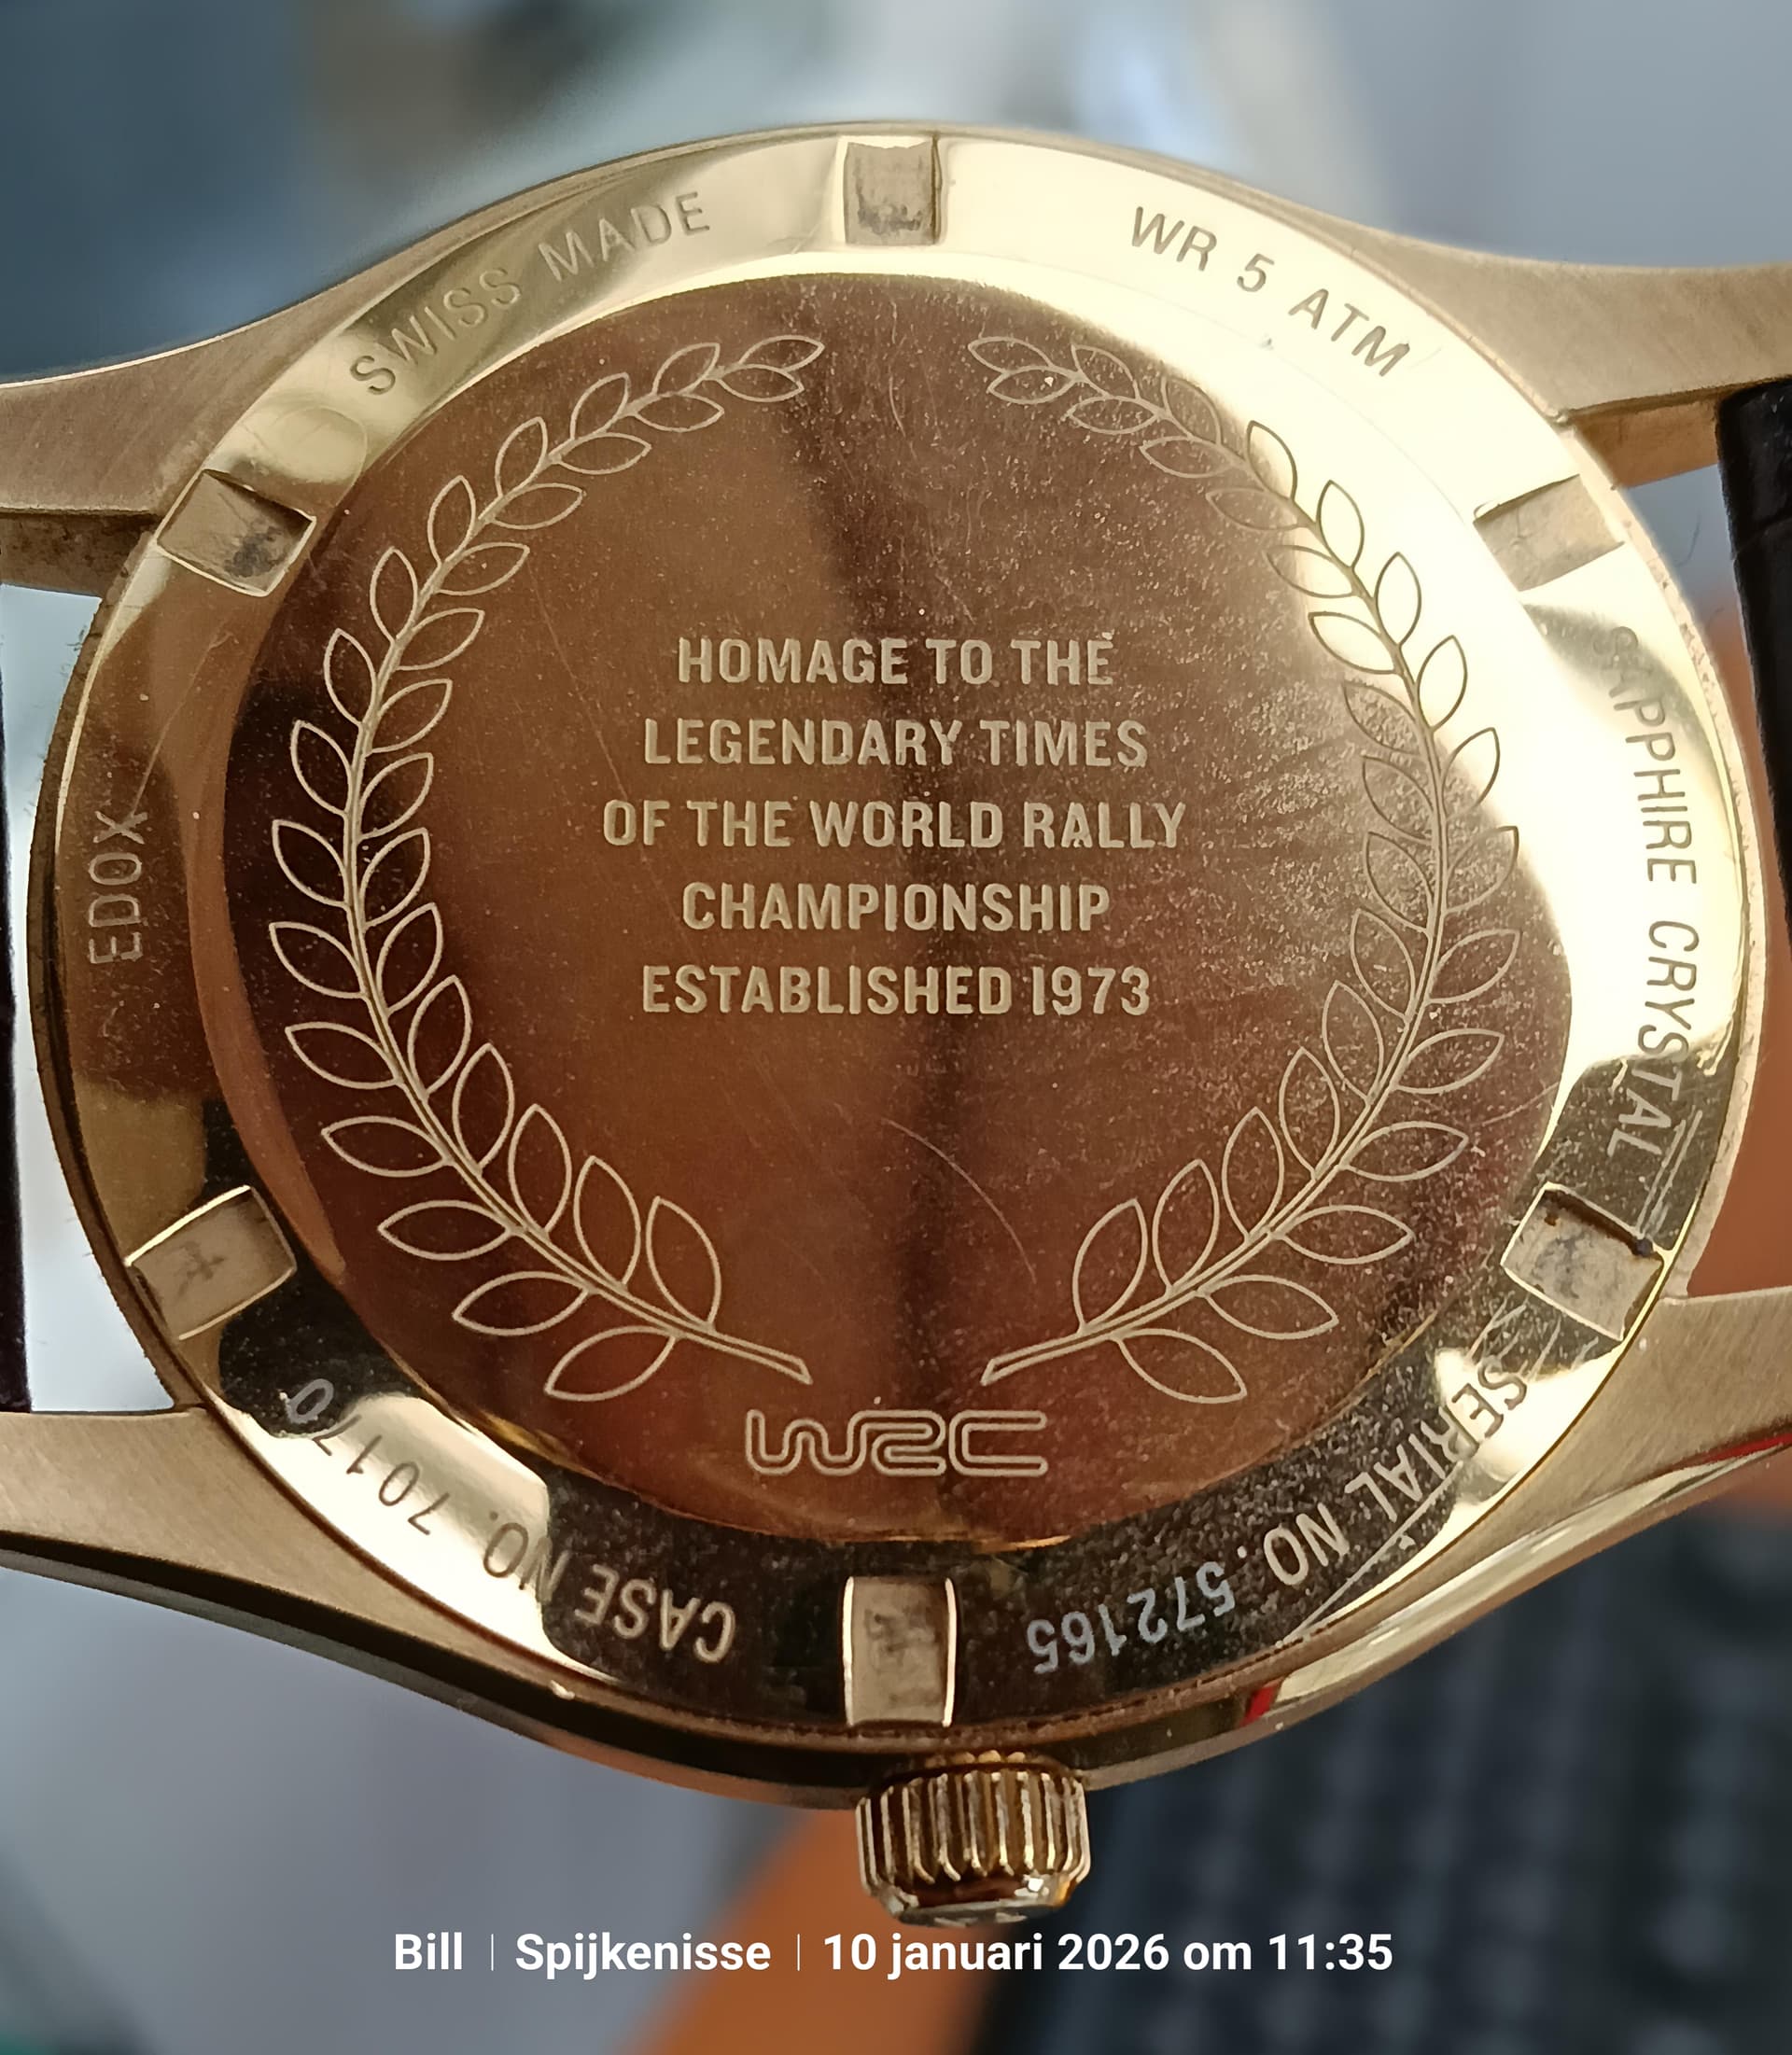 SWISS MADE
WR 5 ATM
SAPPHIRE CRYSTAL
SERIAL NO. 572165
CASE NO. 70170
EDOX
HOMAGE TO THE
LEGENDARY TIMES
OF THE WORLD RALLY
CHAMPIONSHIP
ESTABLISHED 1973
WRC
Bill | Spijkenisse | 10 januari 2026 om 11:35